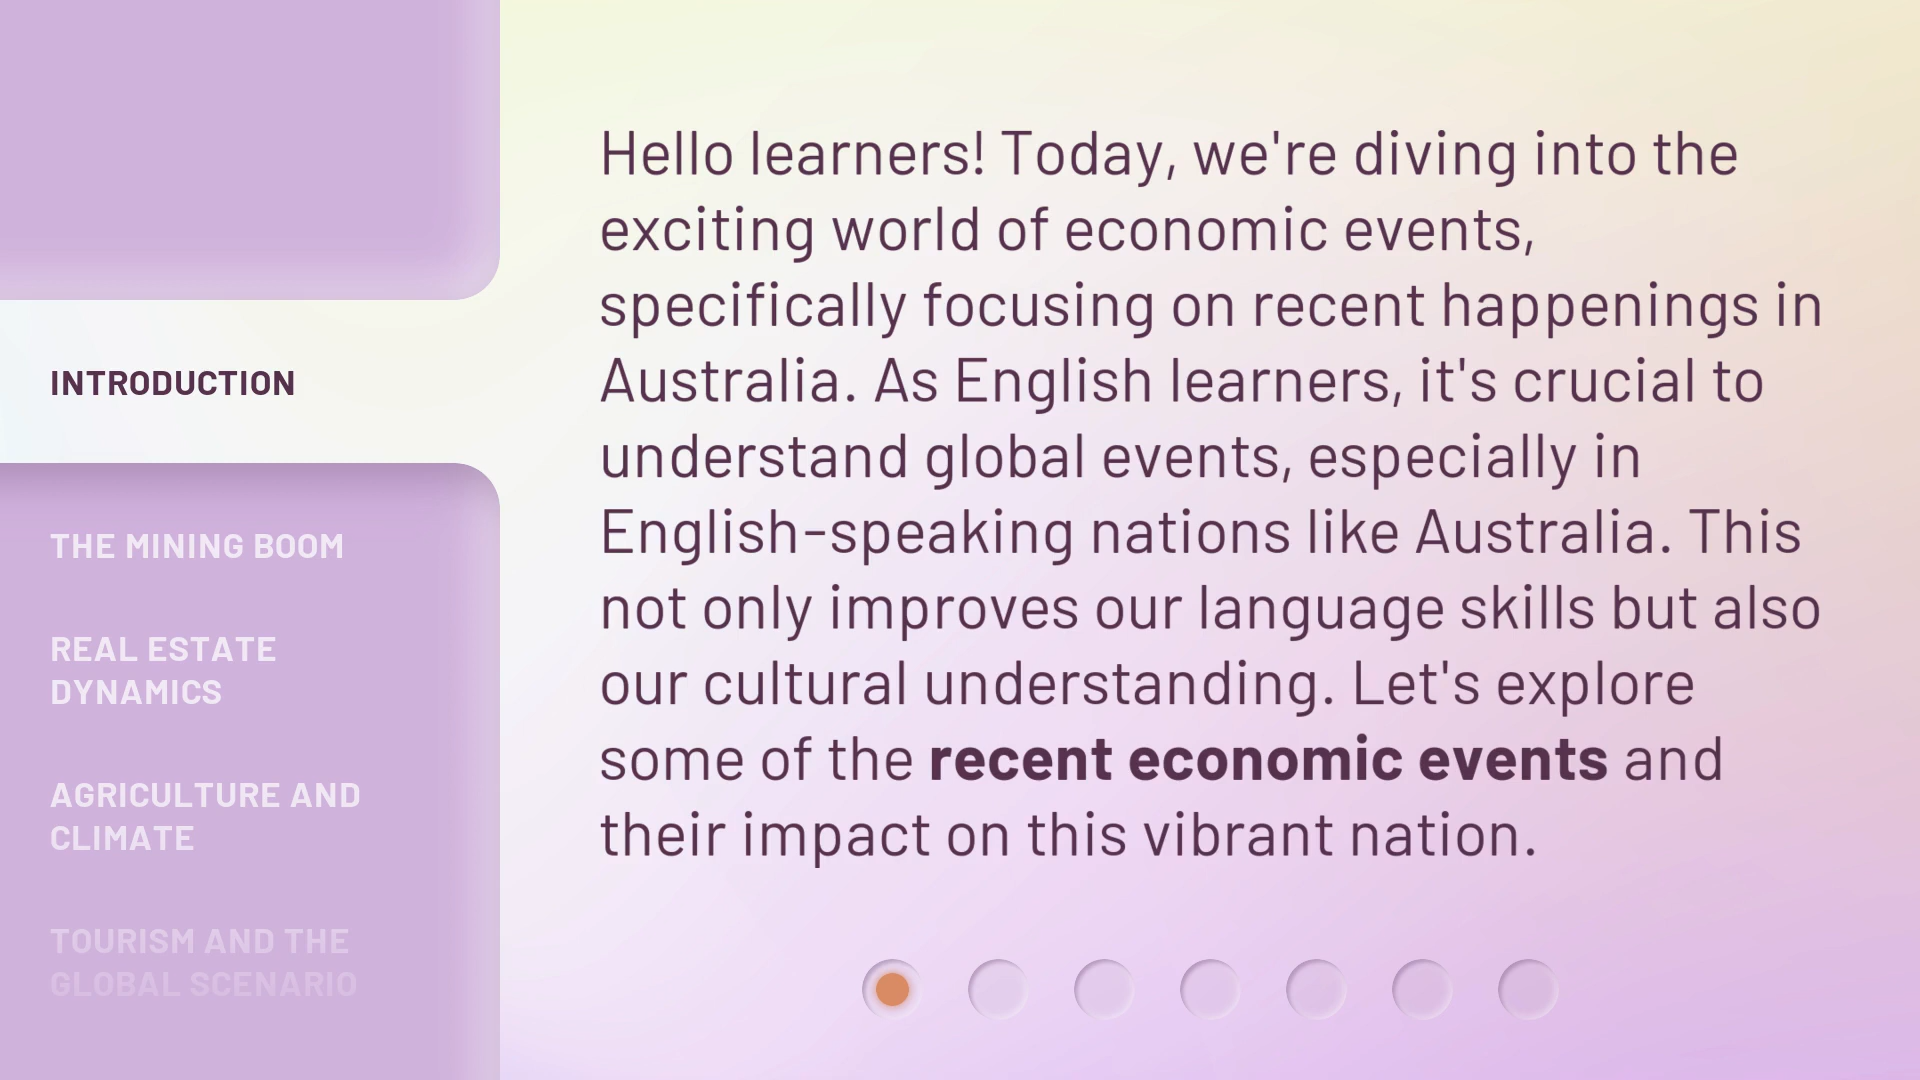 INTRODUCTION
THE MINING BOOM
REAL ESTATE
DYNAMICS
AGRICULTURE AND
CLIMATE
TOURISM AND THE
GLOBAL SCENARIO
Hello learners! Today, we're diving into the
exciting world of economic events,
specifically focusing on recent happenings in
Australia. As English learners, it's crucial to
understand global events, especially in
English-speaking nations like Australia. This
not only improves our language skills but also
our cultural understanding. Let's explore
some of the recent economic events and
their impact on this vibrant nation.